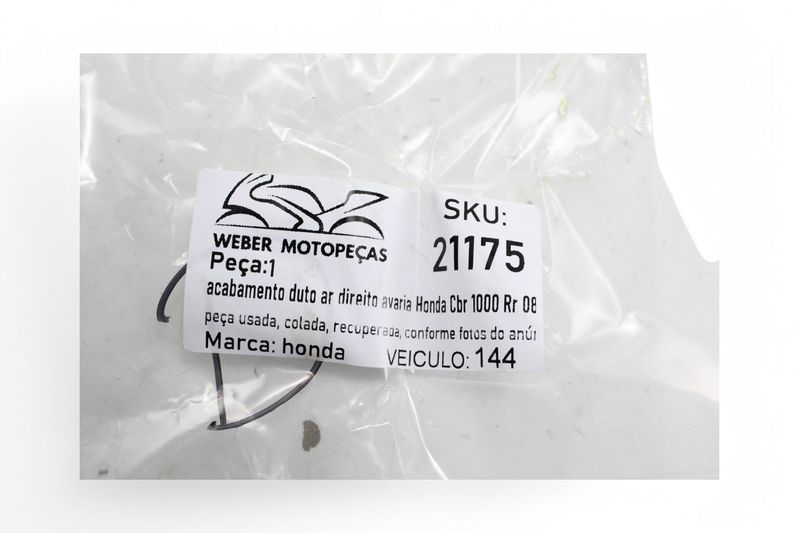 WEBER MOTOPEÇAS
SKU:
21175
Peça:1
acabamento duto ar direito avaria Honda Cbr 1000 Rr 08
peça usada, colada, recuperada, conforme fotos do
Marca: honda
VEICULO: 144